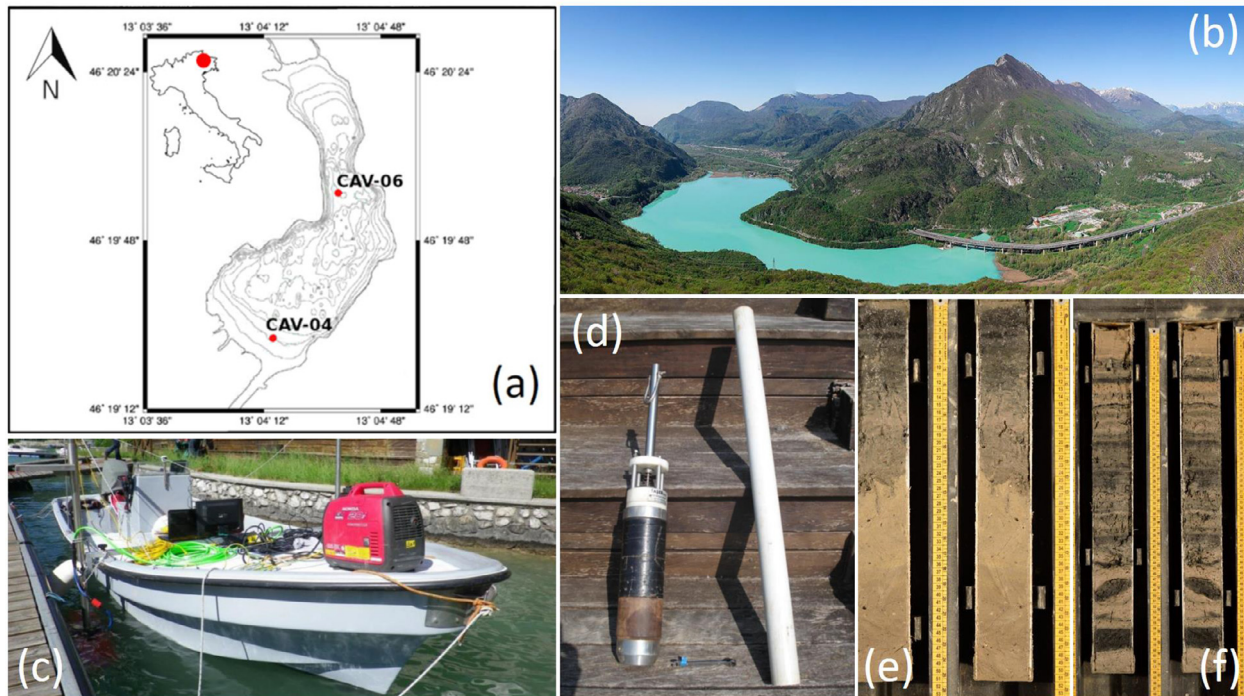 13° 03' 36"
13° 04' 12"
13° 04' 48"
46° 20' 24"
46° 20' 24"
N
CAV-06
46° 19' 48"
46° 19' 48"
CAV-04
46° 19' 12"
46° 19' 12"
13° 03' 36"
13° 04' 12"
13° 04' 48"
(a)
(b)
(c)
(d)
(e)
(f)